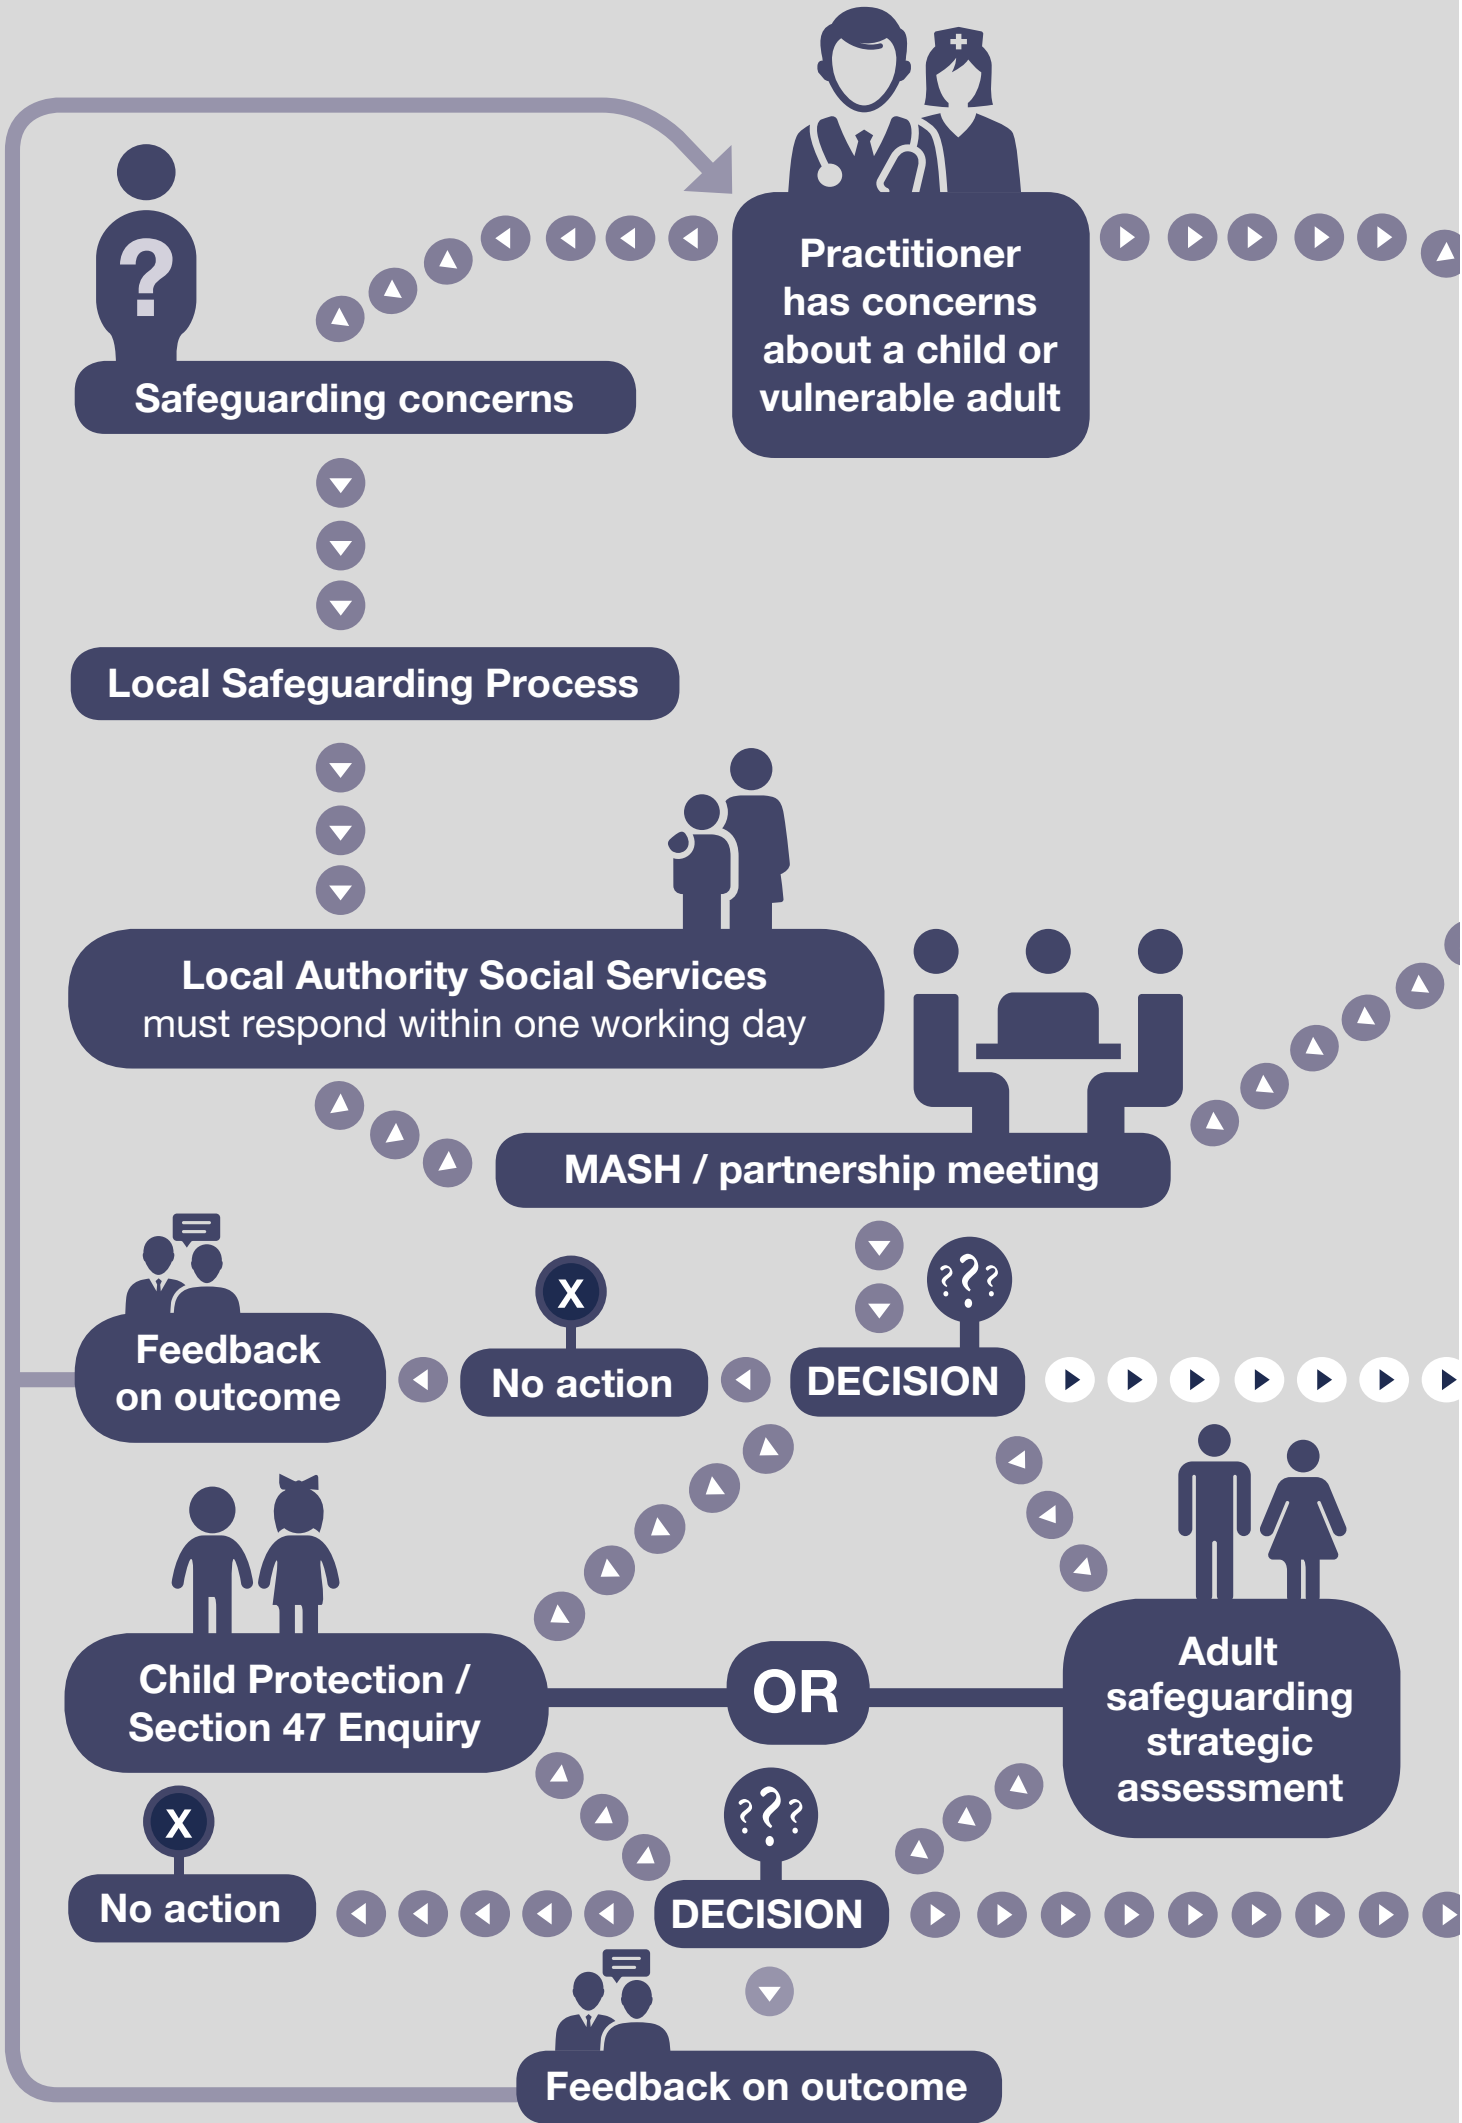 Practitioner
has concerns
about a child or
vulnerable adult
?
Safeguarding concerns
Local Safeguarding Process
Local Authority Social Services
must respond within one working day
MASH / partnership meeting
???
X
Feedback
on outcome
No action
DECISION
Child Protection /
Section 47 Enquiry
OR
Adult
safeguarding
strategic
assessment
X
???
No action
DECISION
Feedback on outcome